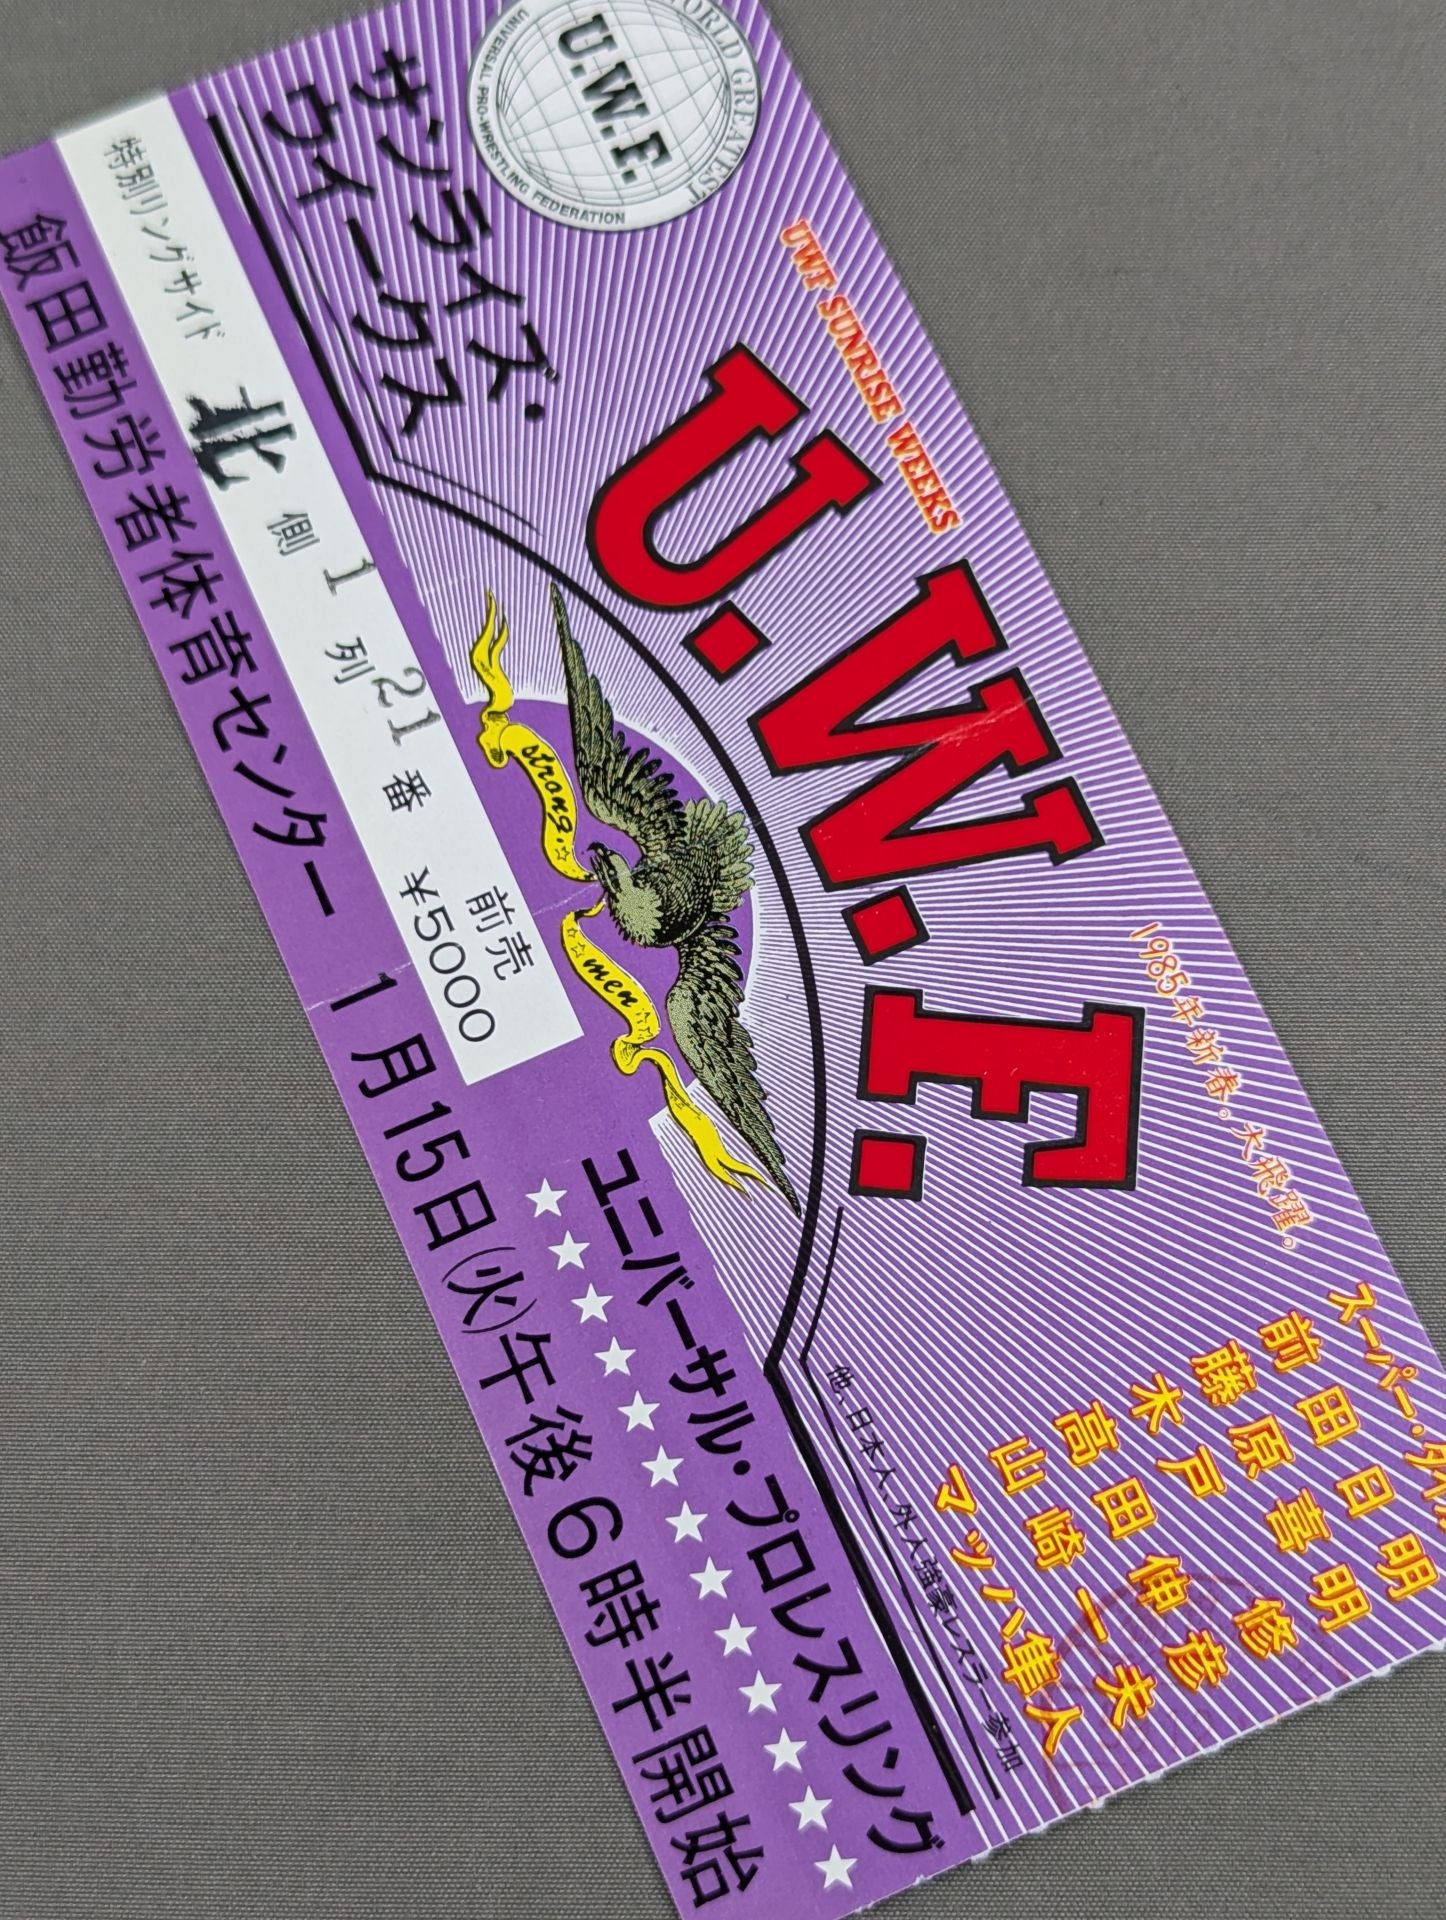 WORLD GREATEST
U.W.F.
UNIVERSAL PRO-WRESTLING FEDERATION
サンライズ・
ウィークス
UWF SUNRISE WEEKS
U.W.F.
1985年新春。大飛躍。
strong.
men
スーパー・
前田日明
藤原喜明
木戸 修
高田伸彦
山崎一夫
マッハ隼人
他、日本人、外人強豪レスラー参加
ユニバーサル・プロレスリング
特別リングサイド 北 側 1 列 21 番
前売
¥5000
飯田勤労者体育センター 1月15日(火)午後6時半開始